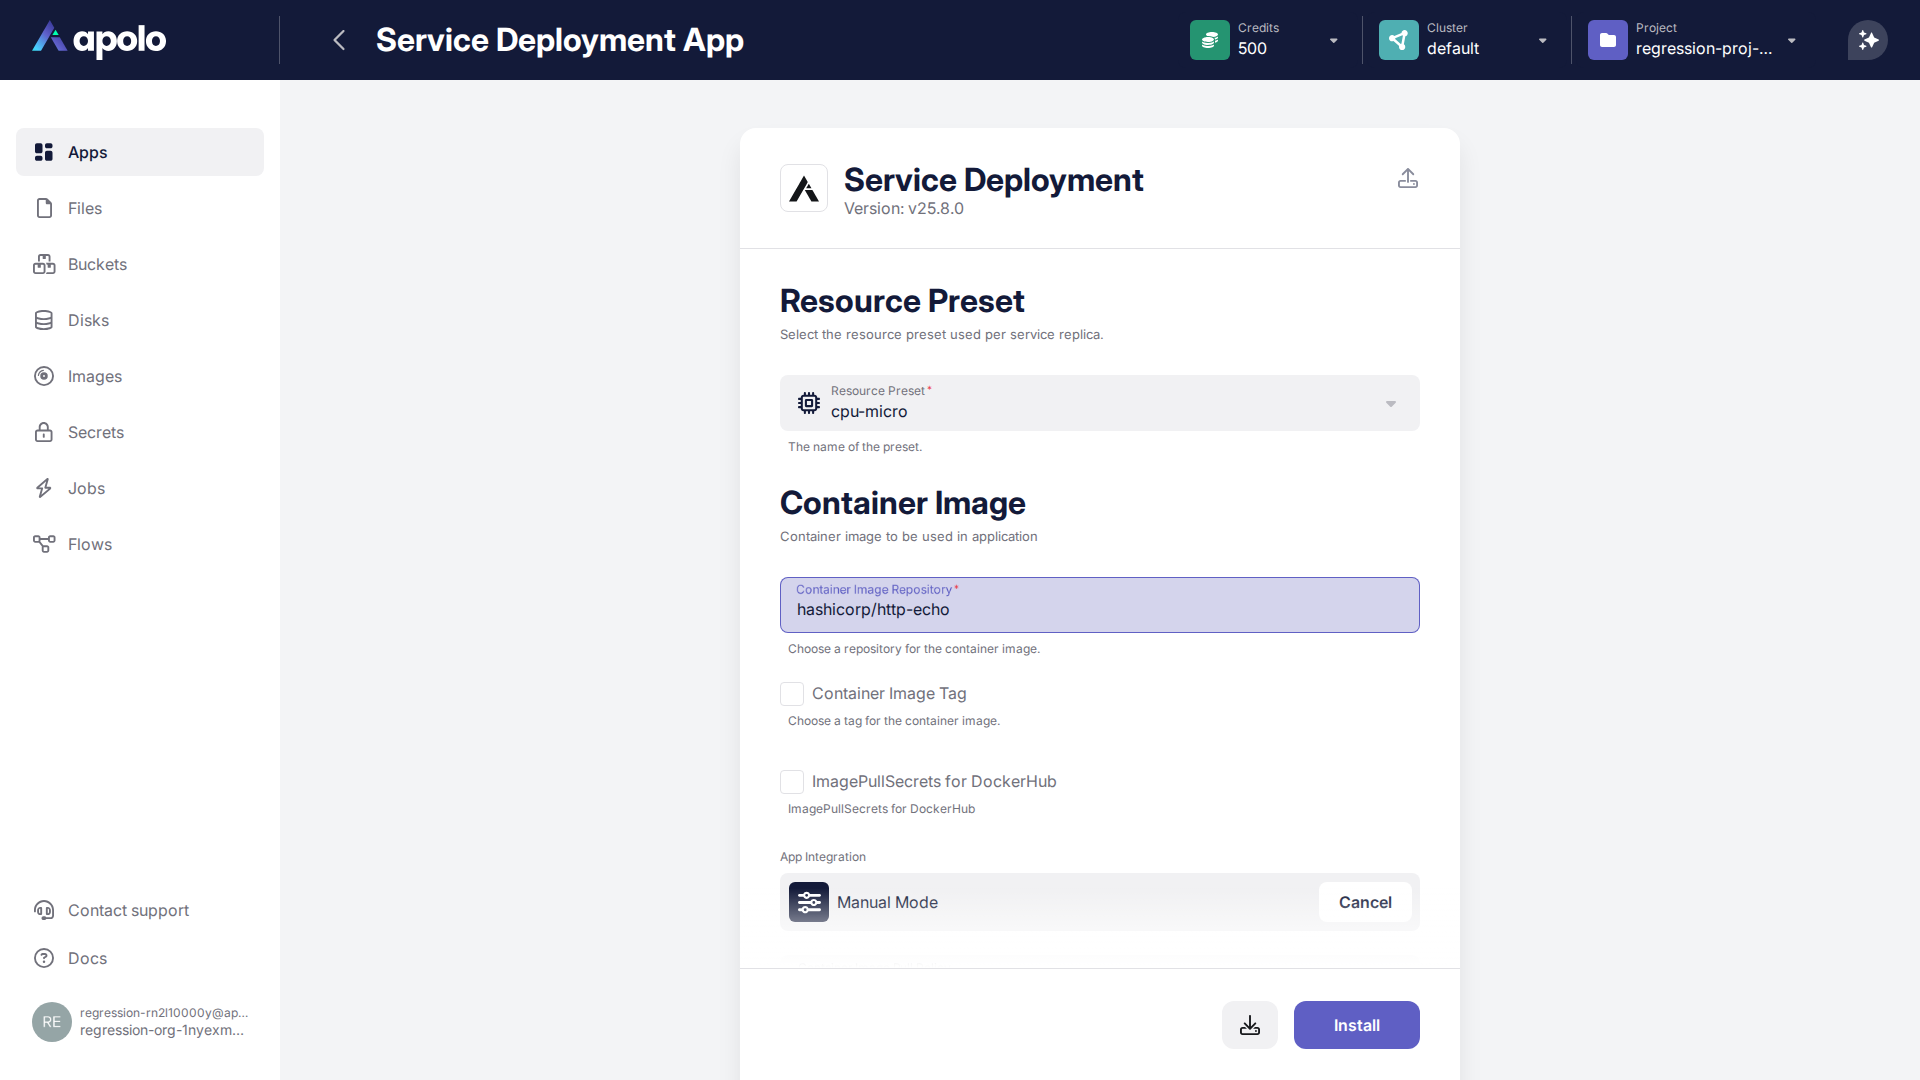 apolo
Service Deployment App
Credits
500
Cluster
default
Project
regression-proj-...
Apps
Files
Buckets
Disks
Images
Secrets
Jobs
Flows
Contact support
Docs
RE
regression-rn2l10000y@ap...
regression-org-1nyexm...
Service Deployment
Version: v25.8.0
Resource Preset
Select the resource preset used per service replica.
Resource Preset*
cpu-micro
The name of the preset.
Container Image
Container image to be used in application
Container Image Repository*
hashicorp/http-echo
Choose a repository for the container image.
Container Image Tag
Choose a tag for the container image.
ImagePullSecrets for DockerHub
ImagePullSecrets for DockerHub
App Integration
Manual Mode
Cancel
Install